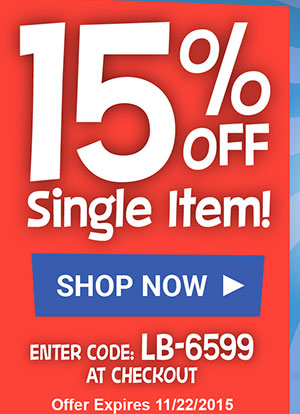 15%
OFF
Single Item!
SHOP NOW ►
ENTER CODE: LB-6599
AT CHECKOUT
Offer Expires 11/22/2015